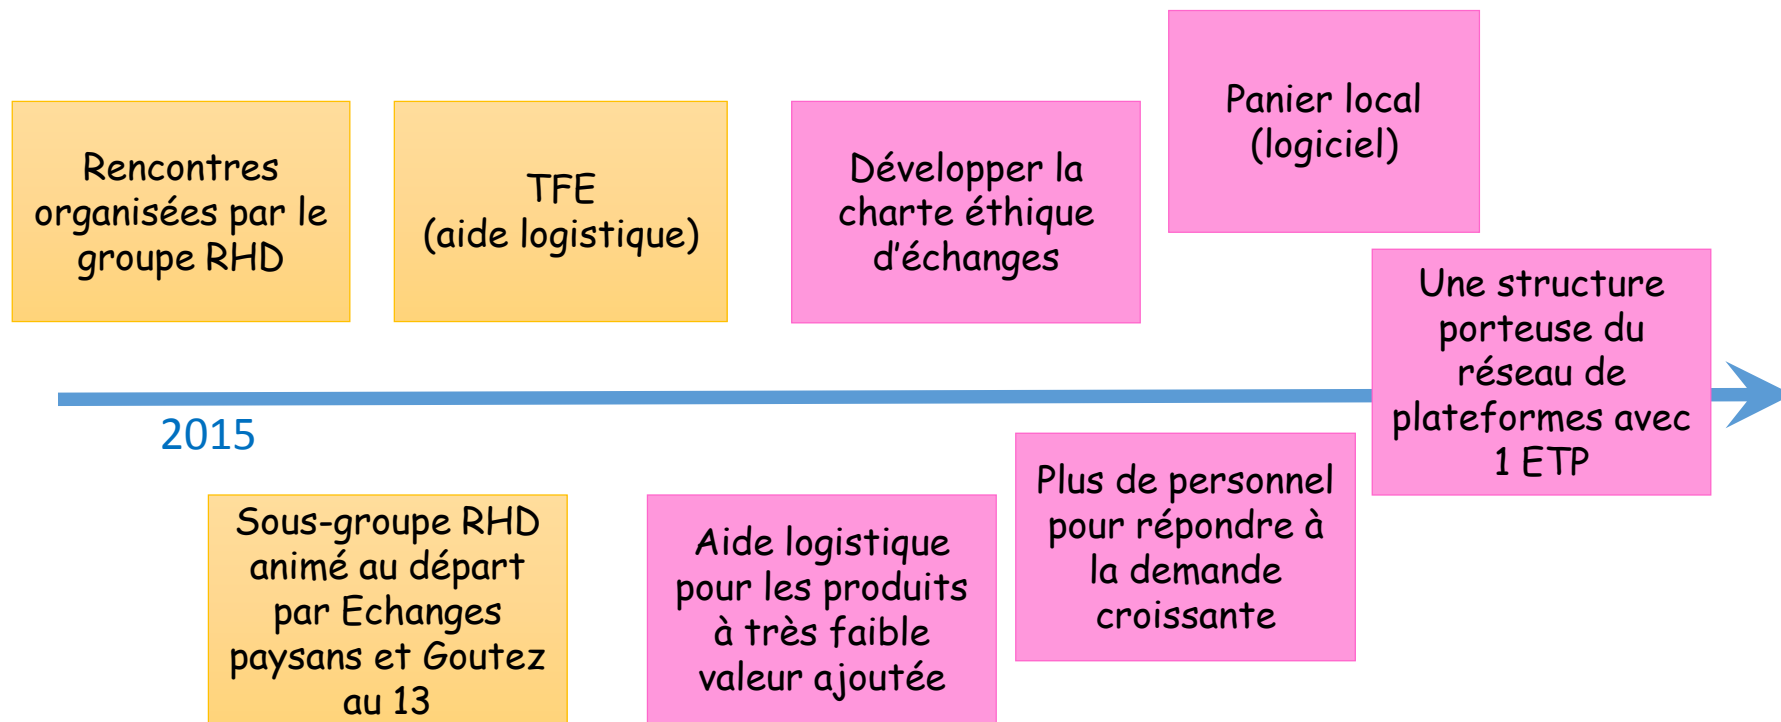 Rencontres
organisées par le
groupe RHD
TFE
(aide logistique)
Développer la
charte éthique
d'échanges
Panier local
(logiciel)
Une structure
porteuse du
réseau de
plateformes avec
1 ETP
2015
Sous-groupe RHD
animé au départ
par Echanges
paysans et Goutez
au 13
Aide logistique
pour les produits
à très faible
valeur ajoutée
Plus de personnel
pour répondre à
la demande
croissante